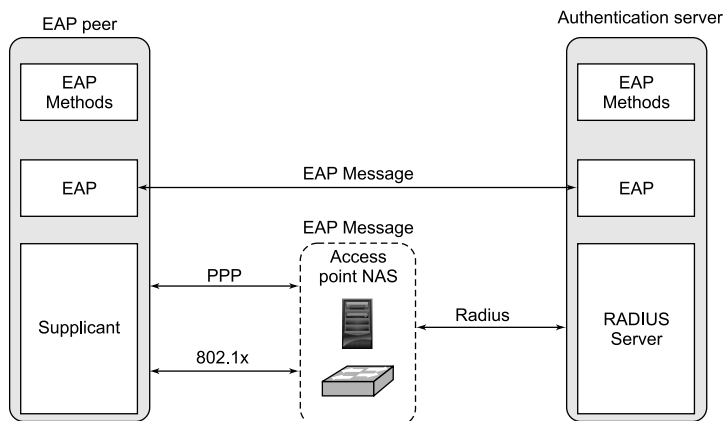 EAP peer
Authentication server
EAP
Methods
EAP
Methods
EAP Message
EAP
EAP
EAP Message
Access
point NAS
PPP
Radius
Supplicant
RADIUS
Server
802.1x